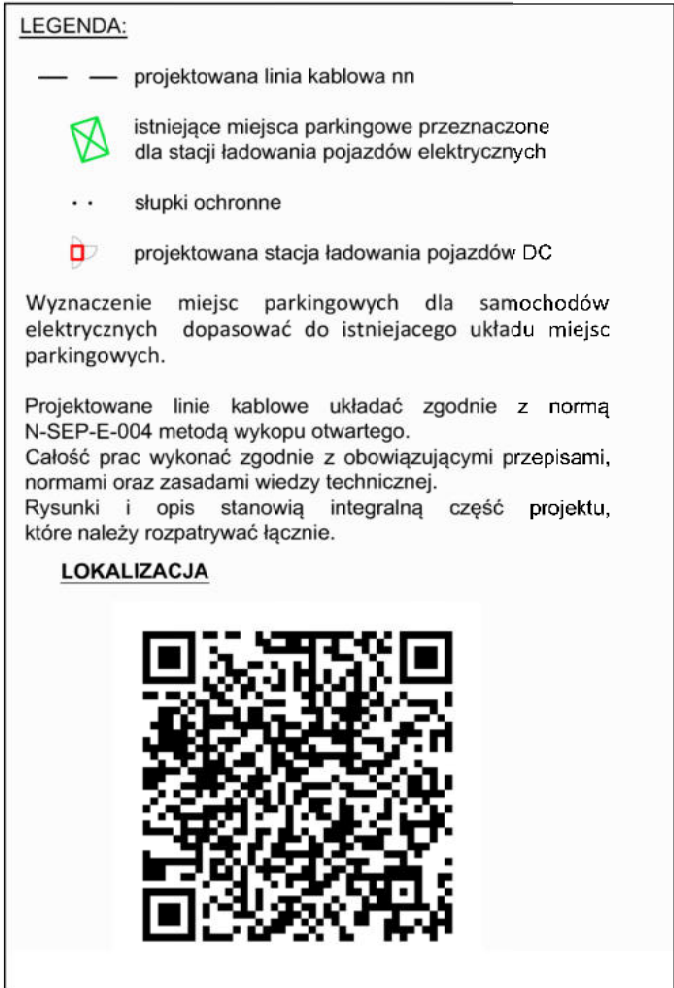 LEGENDA:
projektowana linia kablowa nn
istniejące miejsca parkingowe przeznaczone
dla stacji ładowania pojazdów elektrycznych
słupki ochronne
projektowana stacja ładowania pojazdów DC
Wyznaczenie miejsc parkingowych dla samochodów
elektrycznych dopasować do istniejacego układu miejsc
parkingowych.
Projektowane linie kablowe układać zgodnie z normą
N-SEP-E-004 metodą wykopu otwartego.
Całość prac wykonać zgodnie z obowiązującymi przepisami,
normami oraz zasadami wiedzy technicznej.
Rysunki i opis stanowią integralną część projektu,
które należy rozpatrywać łącznie.
LOKALIZACJA